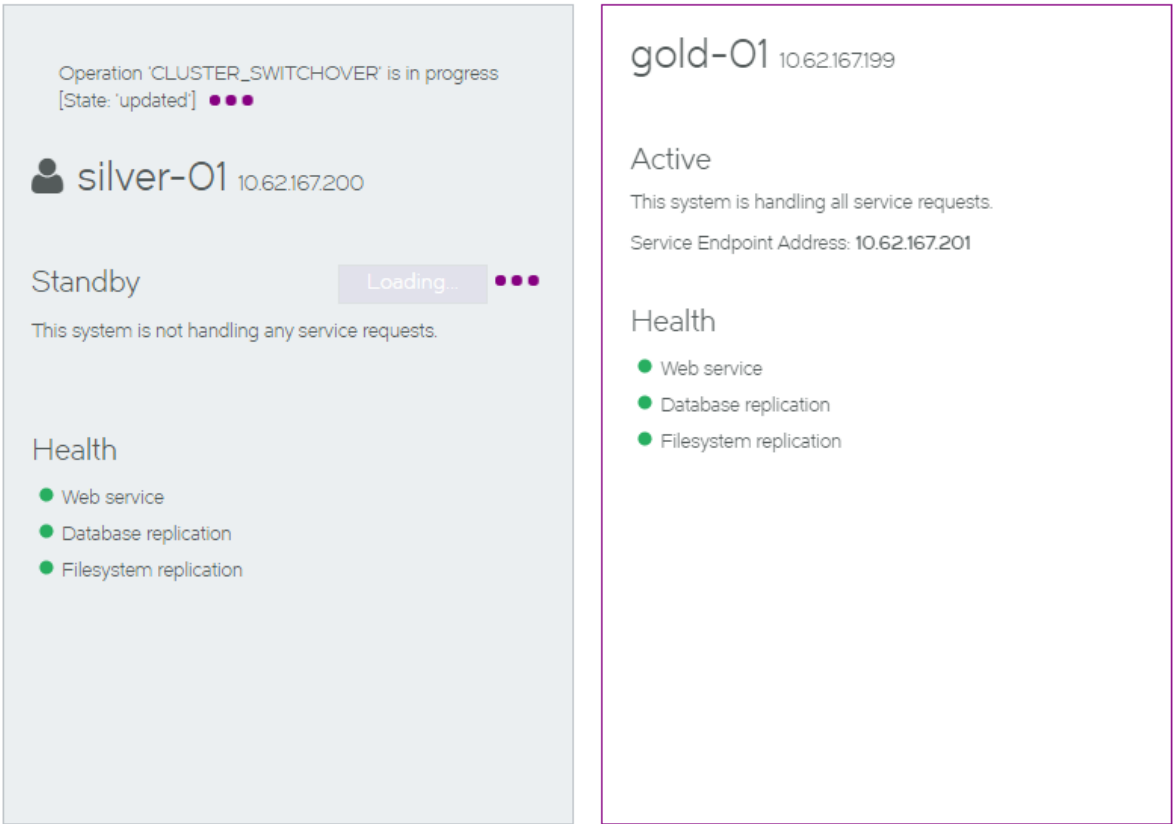 Operation 'CLUSTER_SWITCHOVER' is in progress
[State: 'updated']
silver-01 10.62.167.200
Standby Loading...
This system is not handling any service requests.
Health
Web service
Database replication
Filesystem replication
gold-01 10.62.167.199
Active
This system is handling all service requests.
Service Endpoint Address: 10.62.167.201
Health
Web service
Database replication
Filesystem replication